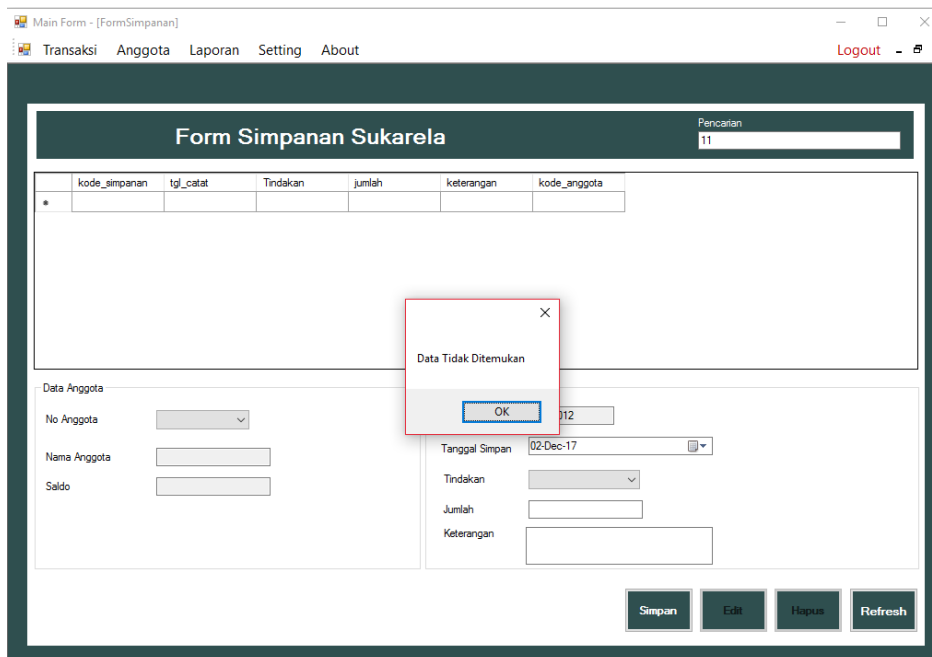 Main Form - [FormSimpanan]
Transaksi Anggota Laporan Setting About Logout
Form Simpanan Sukarela
Pencarian
11
kode_simpanan tgl_catat Tindakan jumlah keterangan kode_anggota
Data Tidak Ditemukan
OK
Data Anggota
No Anggota
Nama Anggota
Saldo
012
Tanggal Simpan 02-Dec-17
Tindakan
Jumlah
Keterangan
Simpan Edit Hapus Refresh